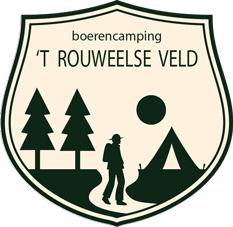 boerencamping
'T ROUWEELSE VELD